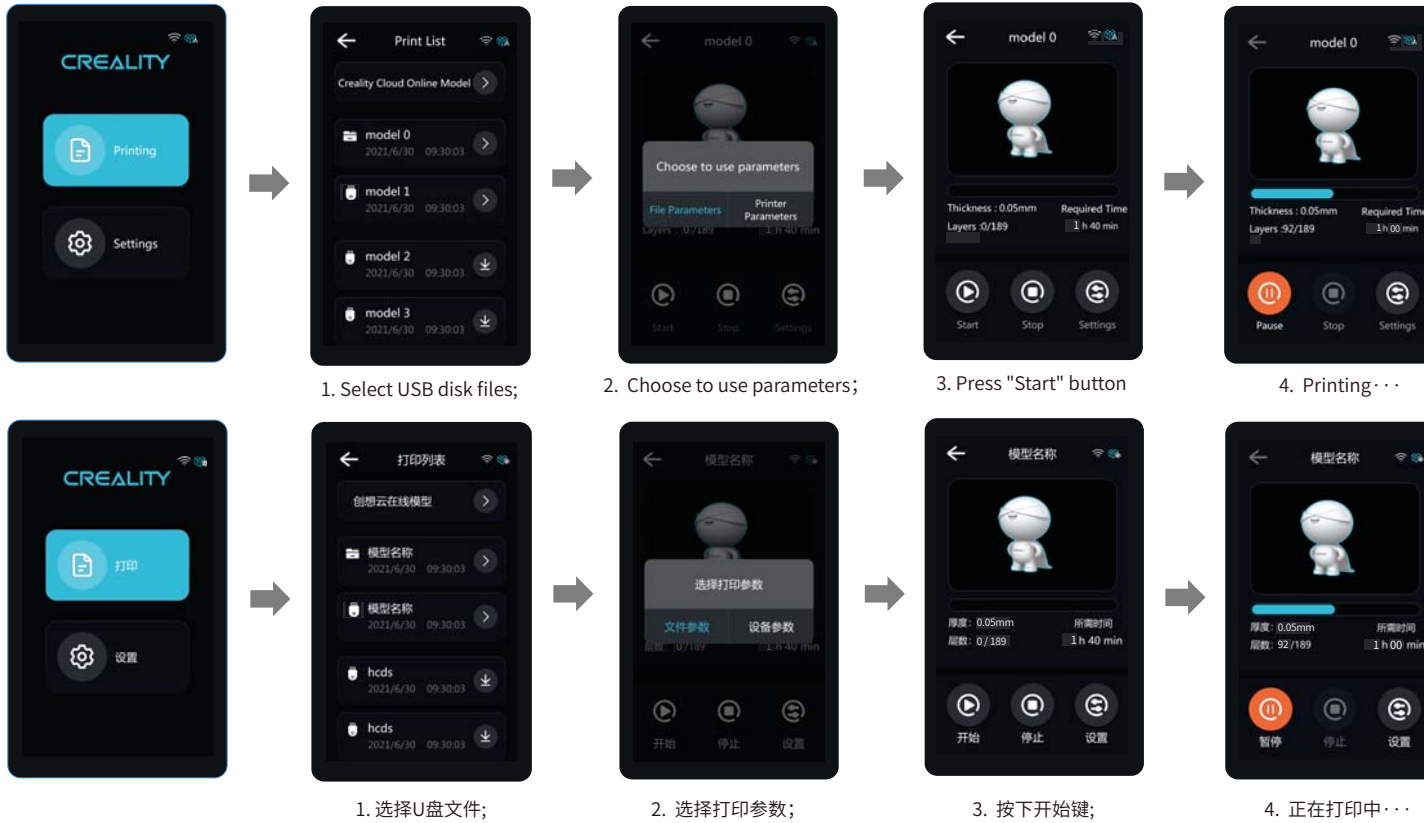 CREALITY
Printing
Settings
Print List
Creality Cloud Online Model
model 0
2021/6/30 09:30:03
model 1
2021/6/30 09:30:03
model 2
2021/6/30 09:30:03
model 3
2021/6/30 09:30:03
1. Select USB disk files;
model 0
Choose to use parameters
File Parameters
Printer
Parameters
Layers : 0/189
1 h 40 min
Start
Stop
Settings
2. Choose to use parameters；
model 0
Thickness : 0.05mm
Required Time
Layers :0/189
1 h 40 min
Start
Stop
Settings
3. Press "Start" button
model 0
Thickness : 0.05mm
Required Time
Layers :92/189
1 h 00 min
Pause
Stop
Settings
4. Printing···
CREALITY
打印
设置
打印列表
创想云在线模型
模型名称
2021/6/30 09:30:03
模型名称
2021/6/30 09:30:03
hcds
2021/6/30 09:30:03
hcds
2021/6/30 09:30:03
1. 选择U盘文件;
模型名称
选择打印参数
文件参数
设备参数
层数: 0/189
1 h 40 min
开始
停止
设置
2. 选择打印参数；
模型名称
厚度: 0.05mm
所需时间
层数: 0 / 189
1 h 40 min
开始
停止
设置
3. 按下开始键;
模型名称
厚度: 0.05mm
所需时间
层数: 92 /189
1 h 00 min
暂停
停止
设置
4. 正在打印中···